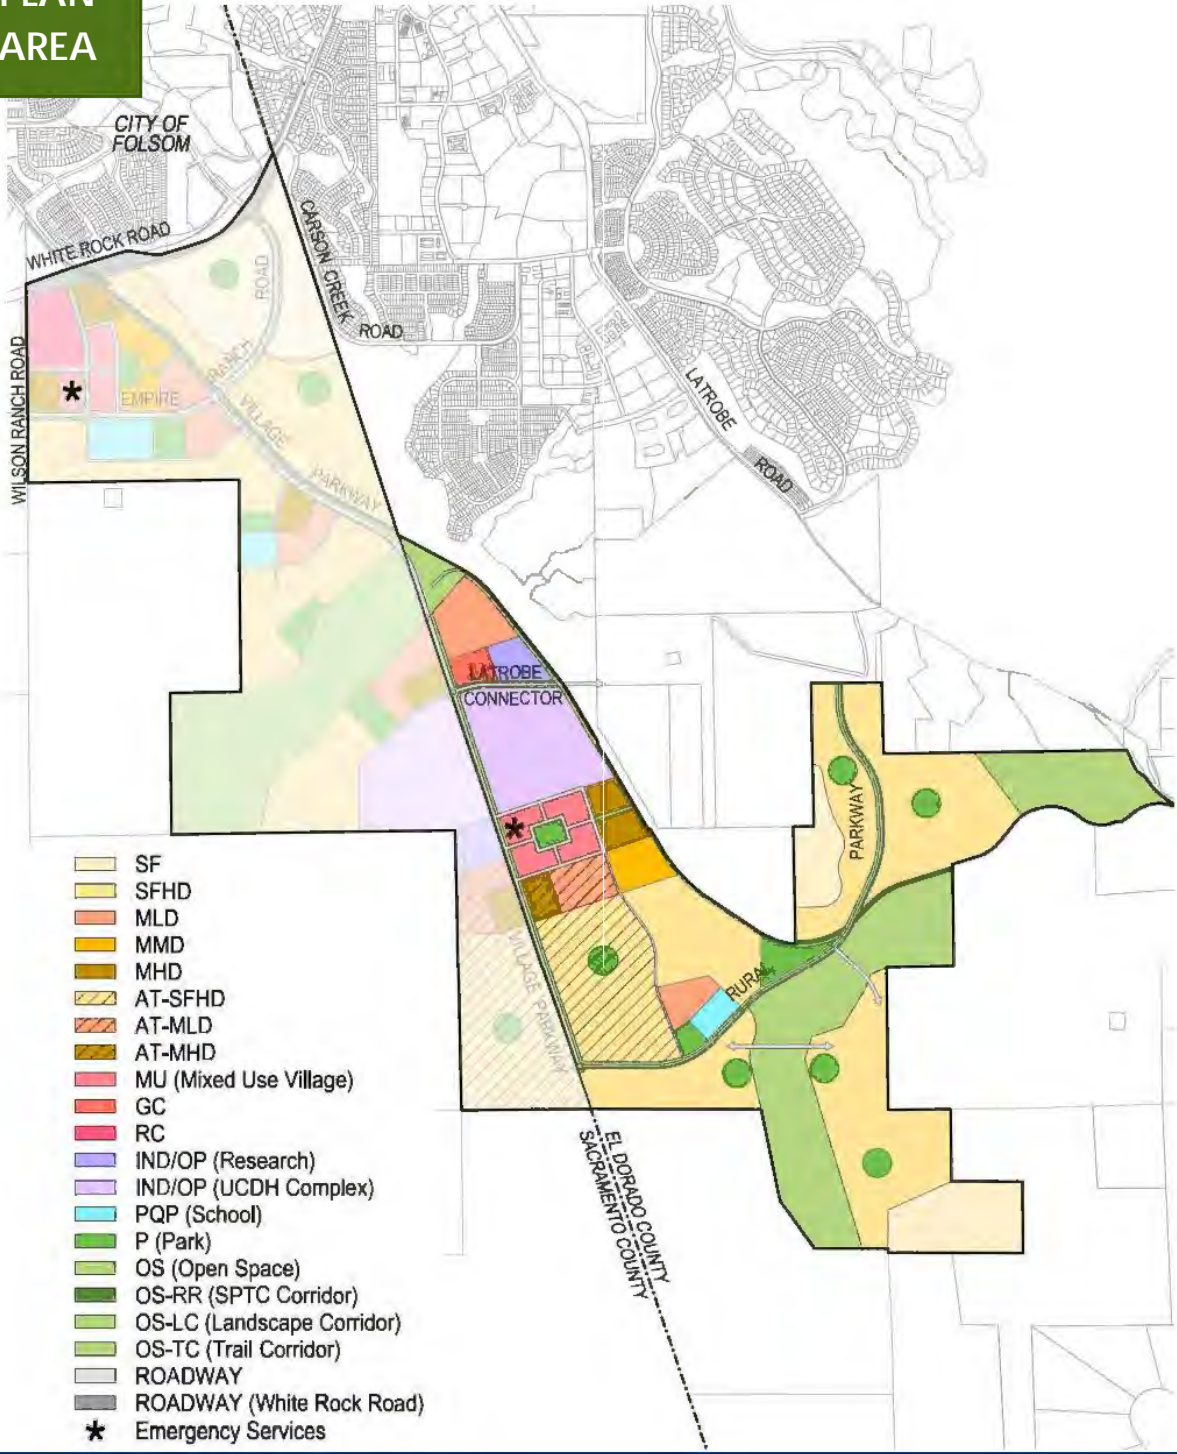 PLAN
AREA
CITY OF
FOLSOM
WHITE ROCK ROAD
CARSON CREEK
ROAD
ROAD
WILSON RANCH ROAD
EMPIRE
RANCH
VILLAGE
PARKWAY
LATROBE
ROAD
LATROBE
CONNECTOR
PARKWAY
RURAL
VILLAGE PARKWAY
EL DORADO COUNTY
SACRAMENTO COUNTY
SF
SFHD
MLD
MMD
MHD
AT-SFHD
AT-MLD
AT-MHD
MU (Mixed Use Village)
GC
RC
IND/OP (Research)
IND/OP (UCDH Complex)
PQP (School)
P (Park)
OS (Open Space)
OS-RR (SPTC Corridor)
OS-LC (Landscape Corridor)
OS-TC (Trail Corridor)
ROADWAY
ROADWAY (White Rock Road)
Emergency Services